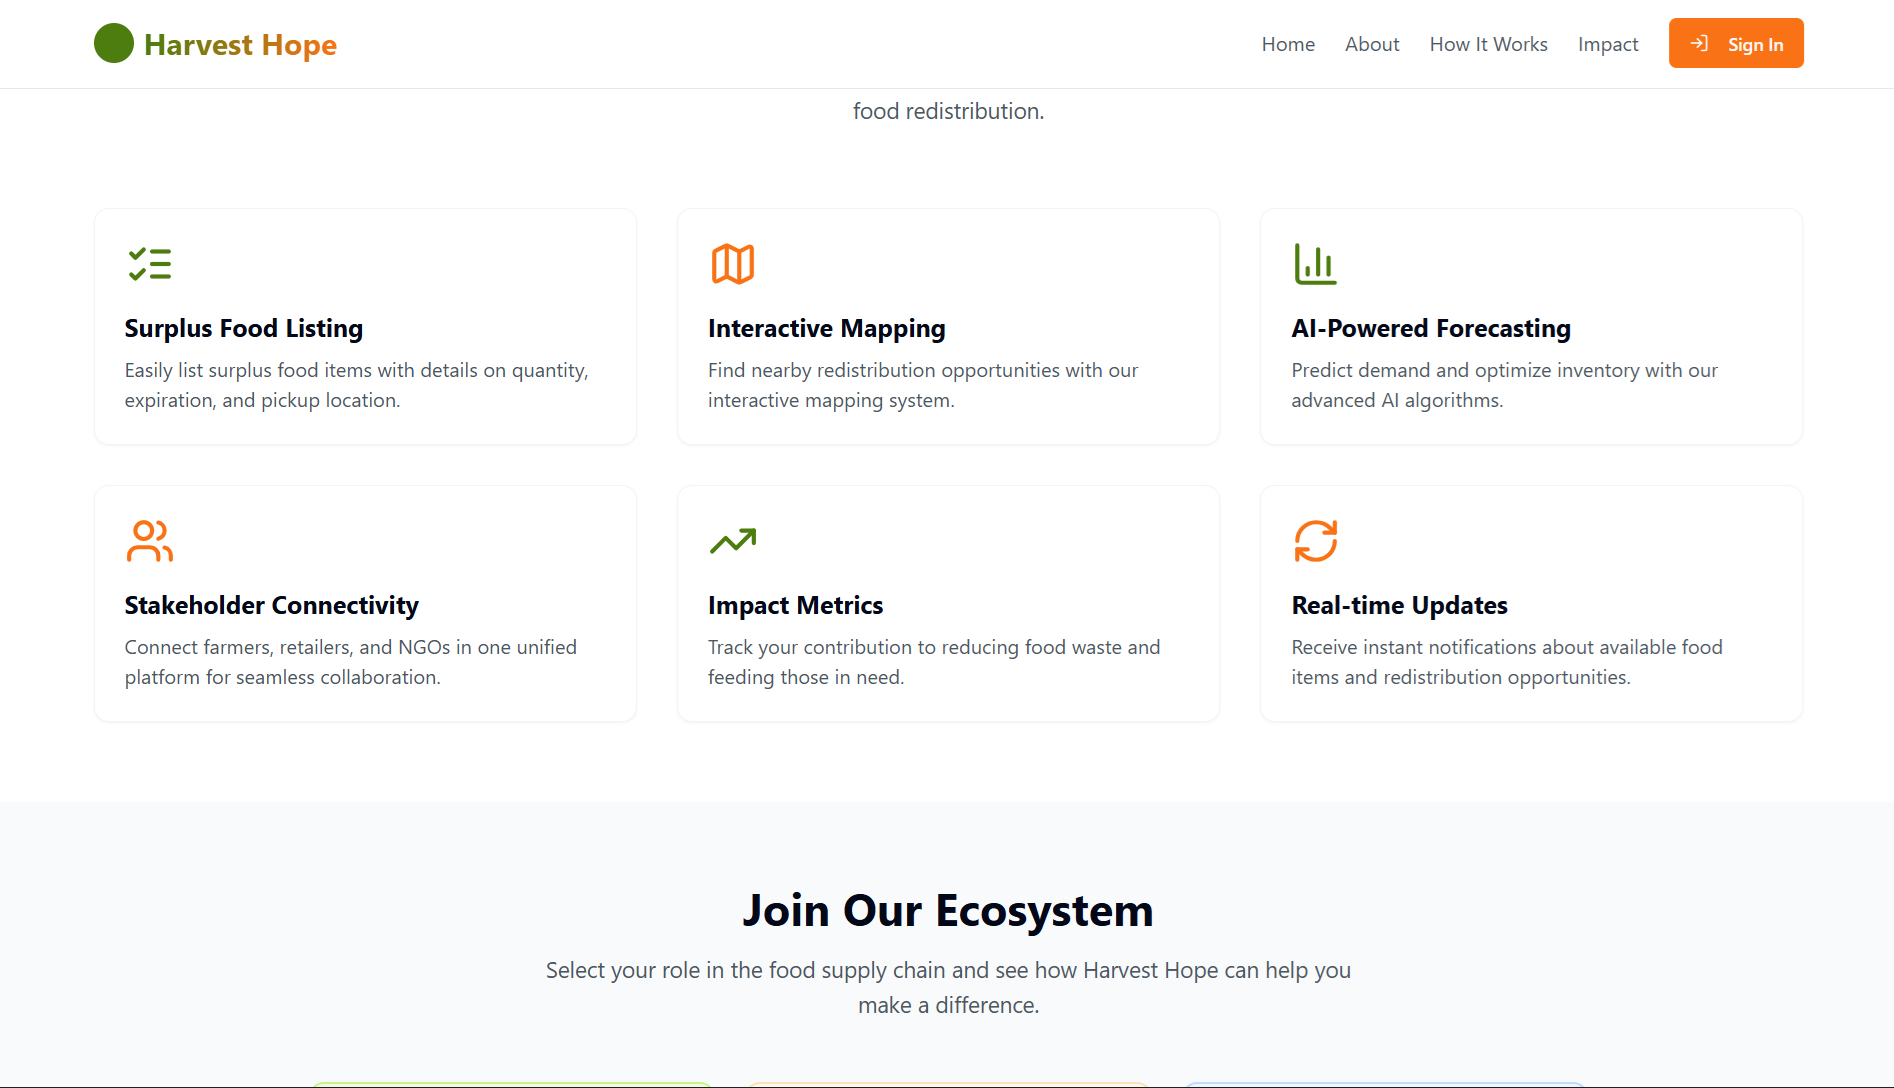 Harvest Hope
Home
About
How It Works
Impact
Sign In
food redistribution.
Surplus Food Listing
Easily list surplus food items with details on quantity,
expiration, and pickup location.
Interactive Mapping
Find nearby redistribution opportunities with our
interactive mapping system.
AI-Powered Forecasting
Predict demand and optimize inventory with our
advanced AI algorithms.
Stakeholder Connectivity
Connect farmers, retailers, and NGOs in one unified
platform for seamless collaboration.
Impact Metrics
Track your contribution to reducing food waste and
feeding those in need.
Real-time Updates
Receive instant notifications about available food
items and redistribution opportunities.
Join Our Ecosystem
Select your role in the food supply chain and see how Harvest Hope can help you
make a difference.